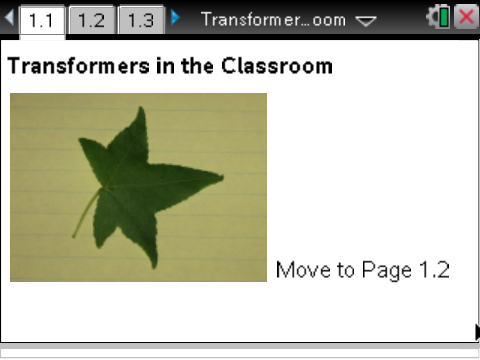 1.1 1.2 1.3 Transformer...oom
Transformers in the Classroom
Move to Page 1.2